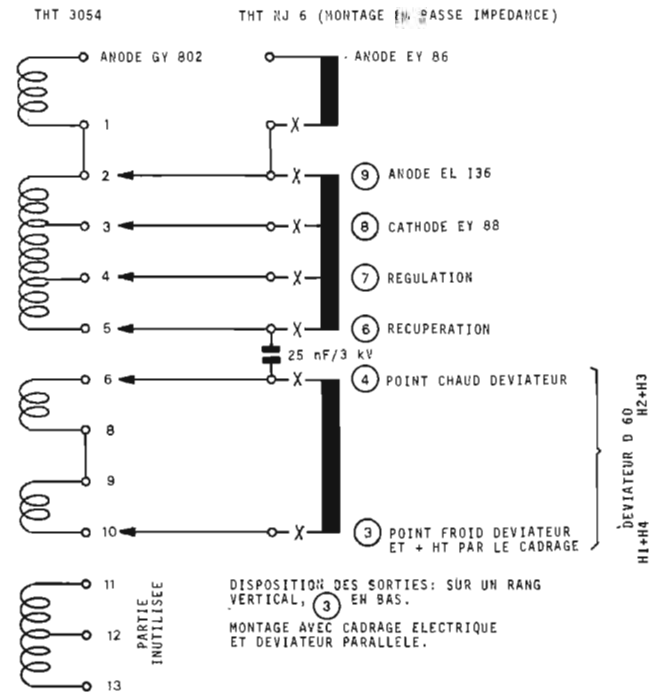 THT 3054
THT NJ 6 (MONTAGE EN BASSE IMPEDANCE)
ANODE GY 802
ANODE EY 86
1
2
9 ANODE EL 136
3
8 CATHODE EY 88
4
7 REGULATION
5
6 RECUPERATION
25 nF/3 kV
6
4 POINT CHAUD DEVIATEUR
8
9
10
3 POINT FROID DEVIATEUR
ET + HT PAR LE CADRAGE
DEVIATEUR D 60
H1+H4
H2+H3
11
12
13
PARTIE
INUTILISEE
DISPOSITION DES SORTIES: SUR UN RANG
VERTICAL, 3 EN BAS.
MONTAGE AVEC CADRAGE ELECTRIQUE
ET DEVIATEUR PARALLELE.